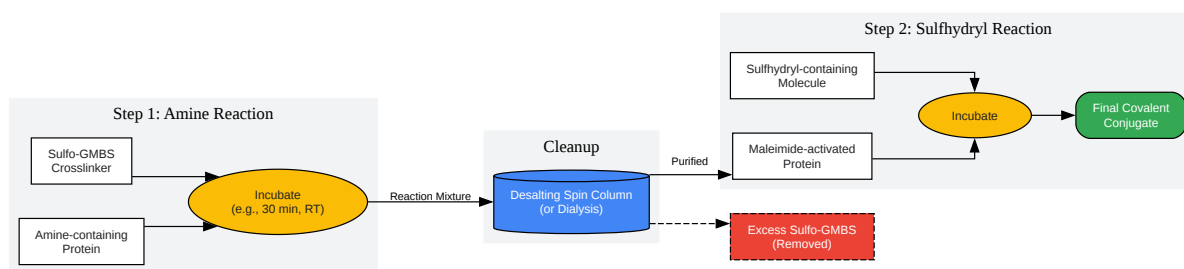 Step 1: Amine Reaction
Sulfo-GMBS
Crosslinker
Amine-containing
Protein
Incubate
(e.g., 30 min, RT)
Reaction Mixture
Cleanup
Desalting Spin Column
(or Dialysis)
Purified
Excess Sulfo-GMBS
(Removed)
Step 2: Sulfhydryl Reaction
Sulfhydryl-containing
Molecule
Maleimide-activated
Protein
Incubate
Final Covalent
Conjugate